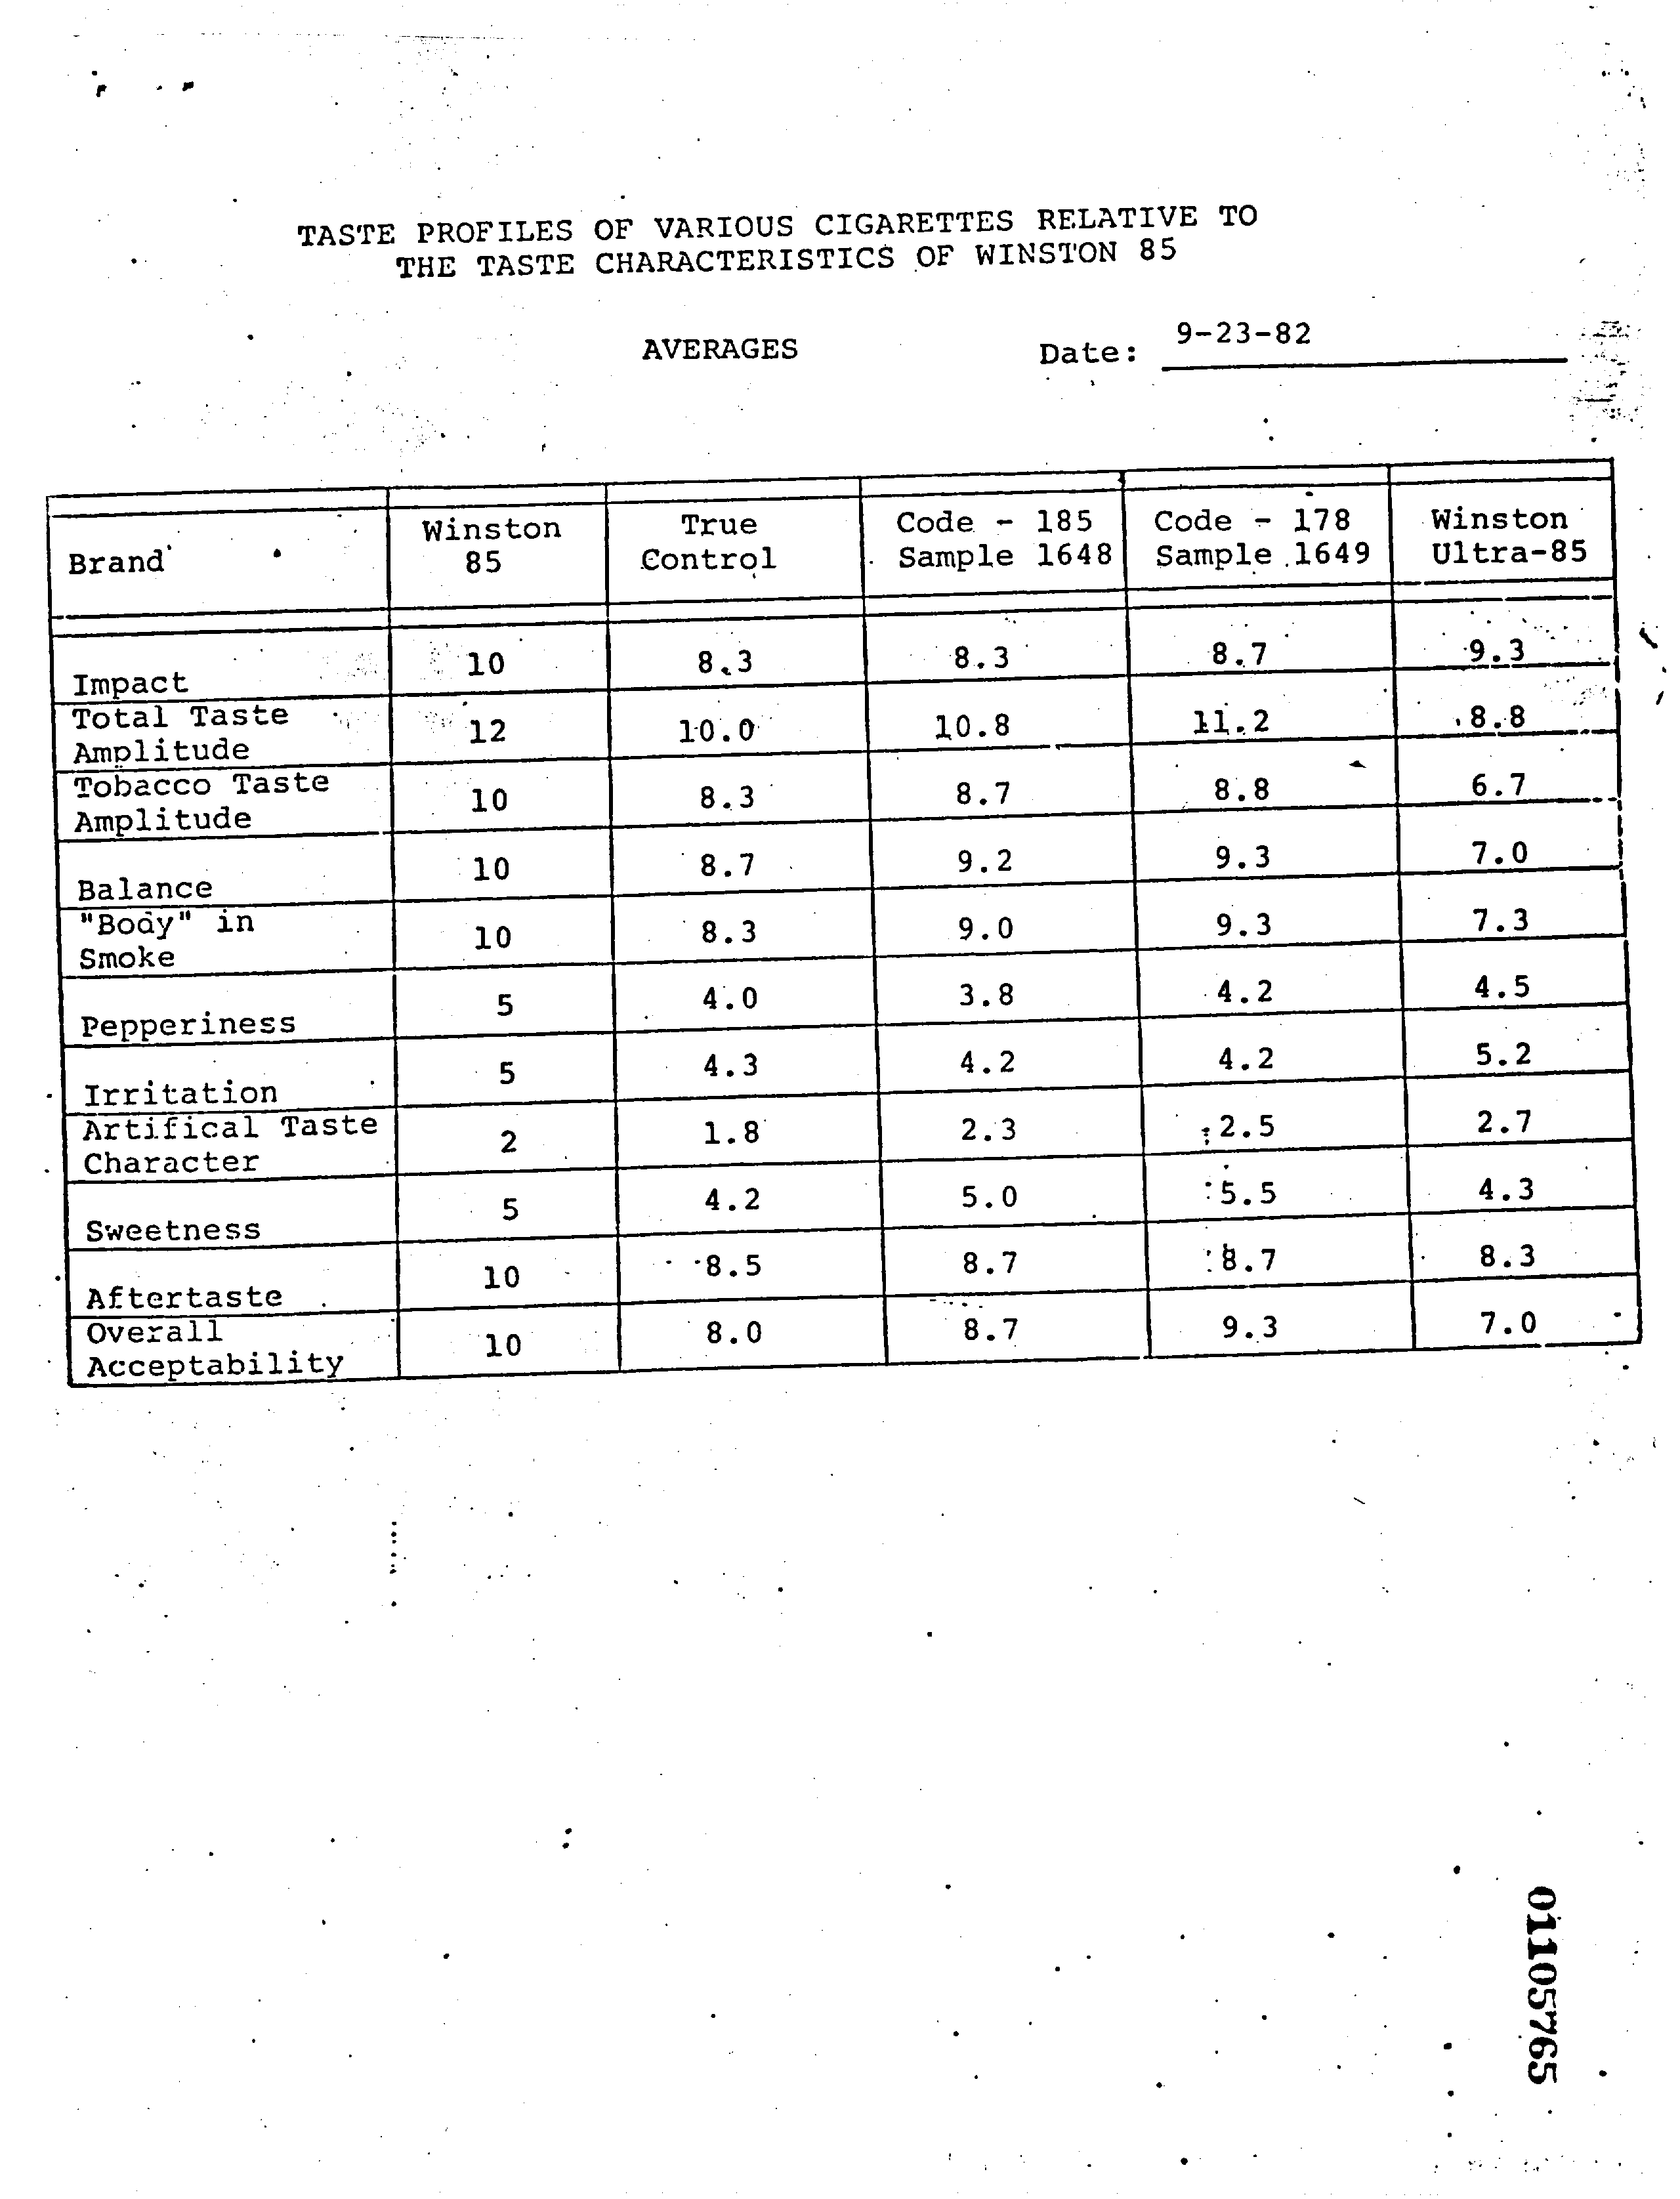 TASTE PROFILES OF VARIOUS CIGARETTES RELATIVE TO
THE TASTE CHARACTERISTICS OF WINSTON 85
AVERAGES Date: 9-23-82
Brand Winston 85 True Control Code - 185 Sample 1648 Code - 178 Sample 1649 Winston Ultra-85
Impact 10 8.3 8.3 8.7 9.3
Total Taste Amplitude 12 10.0 10.8 11.2 8.8
Tobacco Taste Amplitude 10 8.3 8.7 8.8 6.7
Balance 10 8.7 9.2 9.3 7.0
"Body" in Smoke 10 8.3 9.0 9.3 7.3
Pepperiness 5 4.0 3.8 4.2 4.5
Irritation 5 4.3 4.2 4.2 5.2
Artifical Taste Character 2 1.8 2.3 2.5 2.7
Sweetness 5 4.2 5.0 5.5 4.3
Aftertaste 10 8.5 8.7 8.7 8.3
Overall Acceptability 10 8.0 8.7 9.3 7.0
01105765